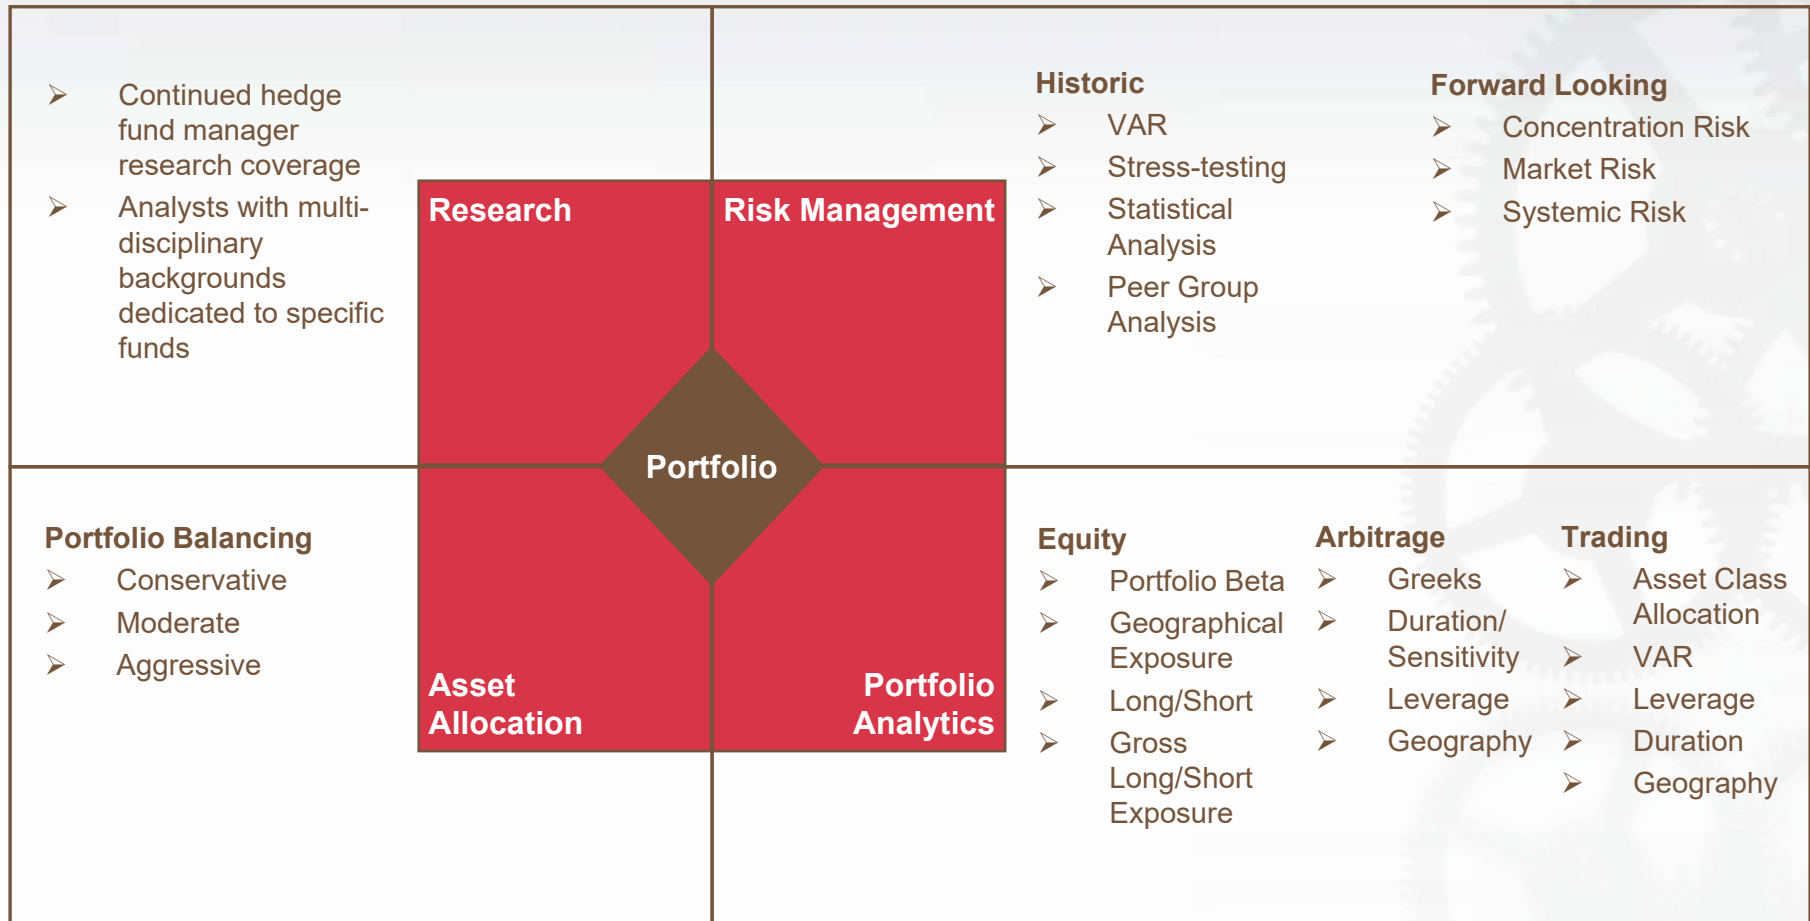 Continued hedge
fund manager
research coverage
Analysts with multi-
disciplinary
backgrounds
dedicated to specific
funds
Research
Risk Management
Historic
VAR
Stress-testing
Statistical
Analysis
Peer Group
Analysis
Forward Looking
Concentration Risk
Market Risk
Systemic Risk
Portfolio
Portfolio Balancing
Conservative
Moderate
Aggressive
Asset
Allocation
Portfolio
Analytics
Equity
Portfolio Beta
Geographical
Exposure
Long/Short
Gross
Long/Short
Exposure
Arbitrage
Greeks
Duration/
Sensitivity
Leverage
Geography
Trading
Asset Class
Allocation
VAR
Leverage
Duration
Geography